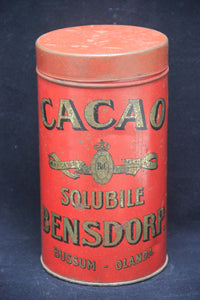 CACAO
B&C
SOLUBILE
BENSDORP
BUSSUM - OLANDA